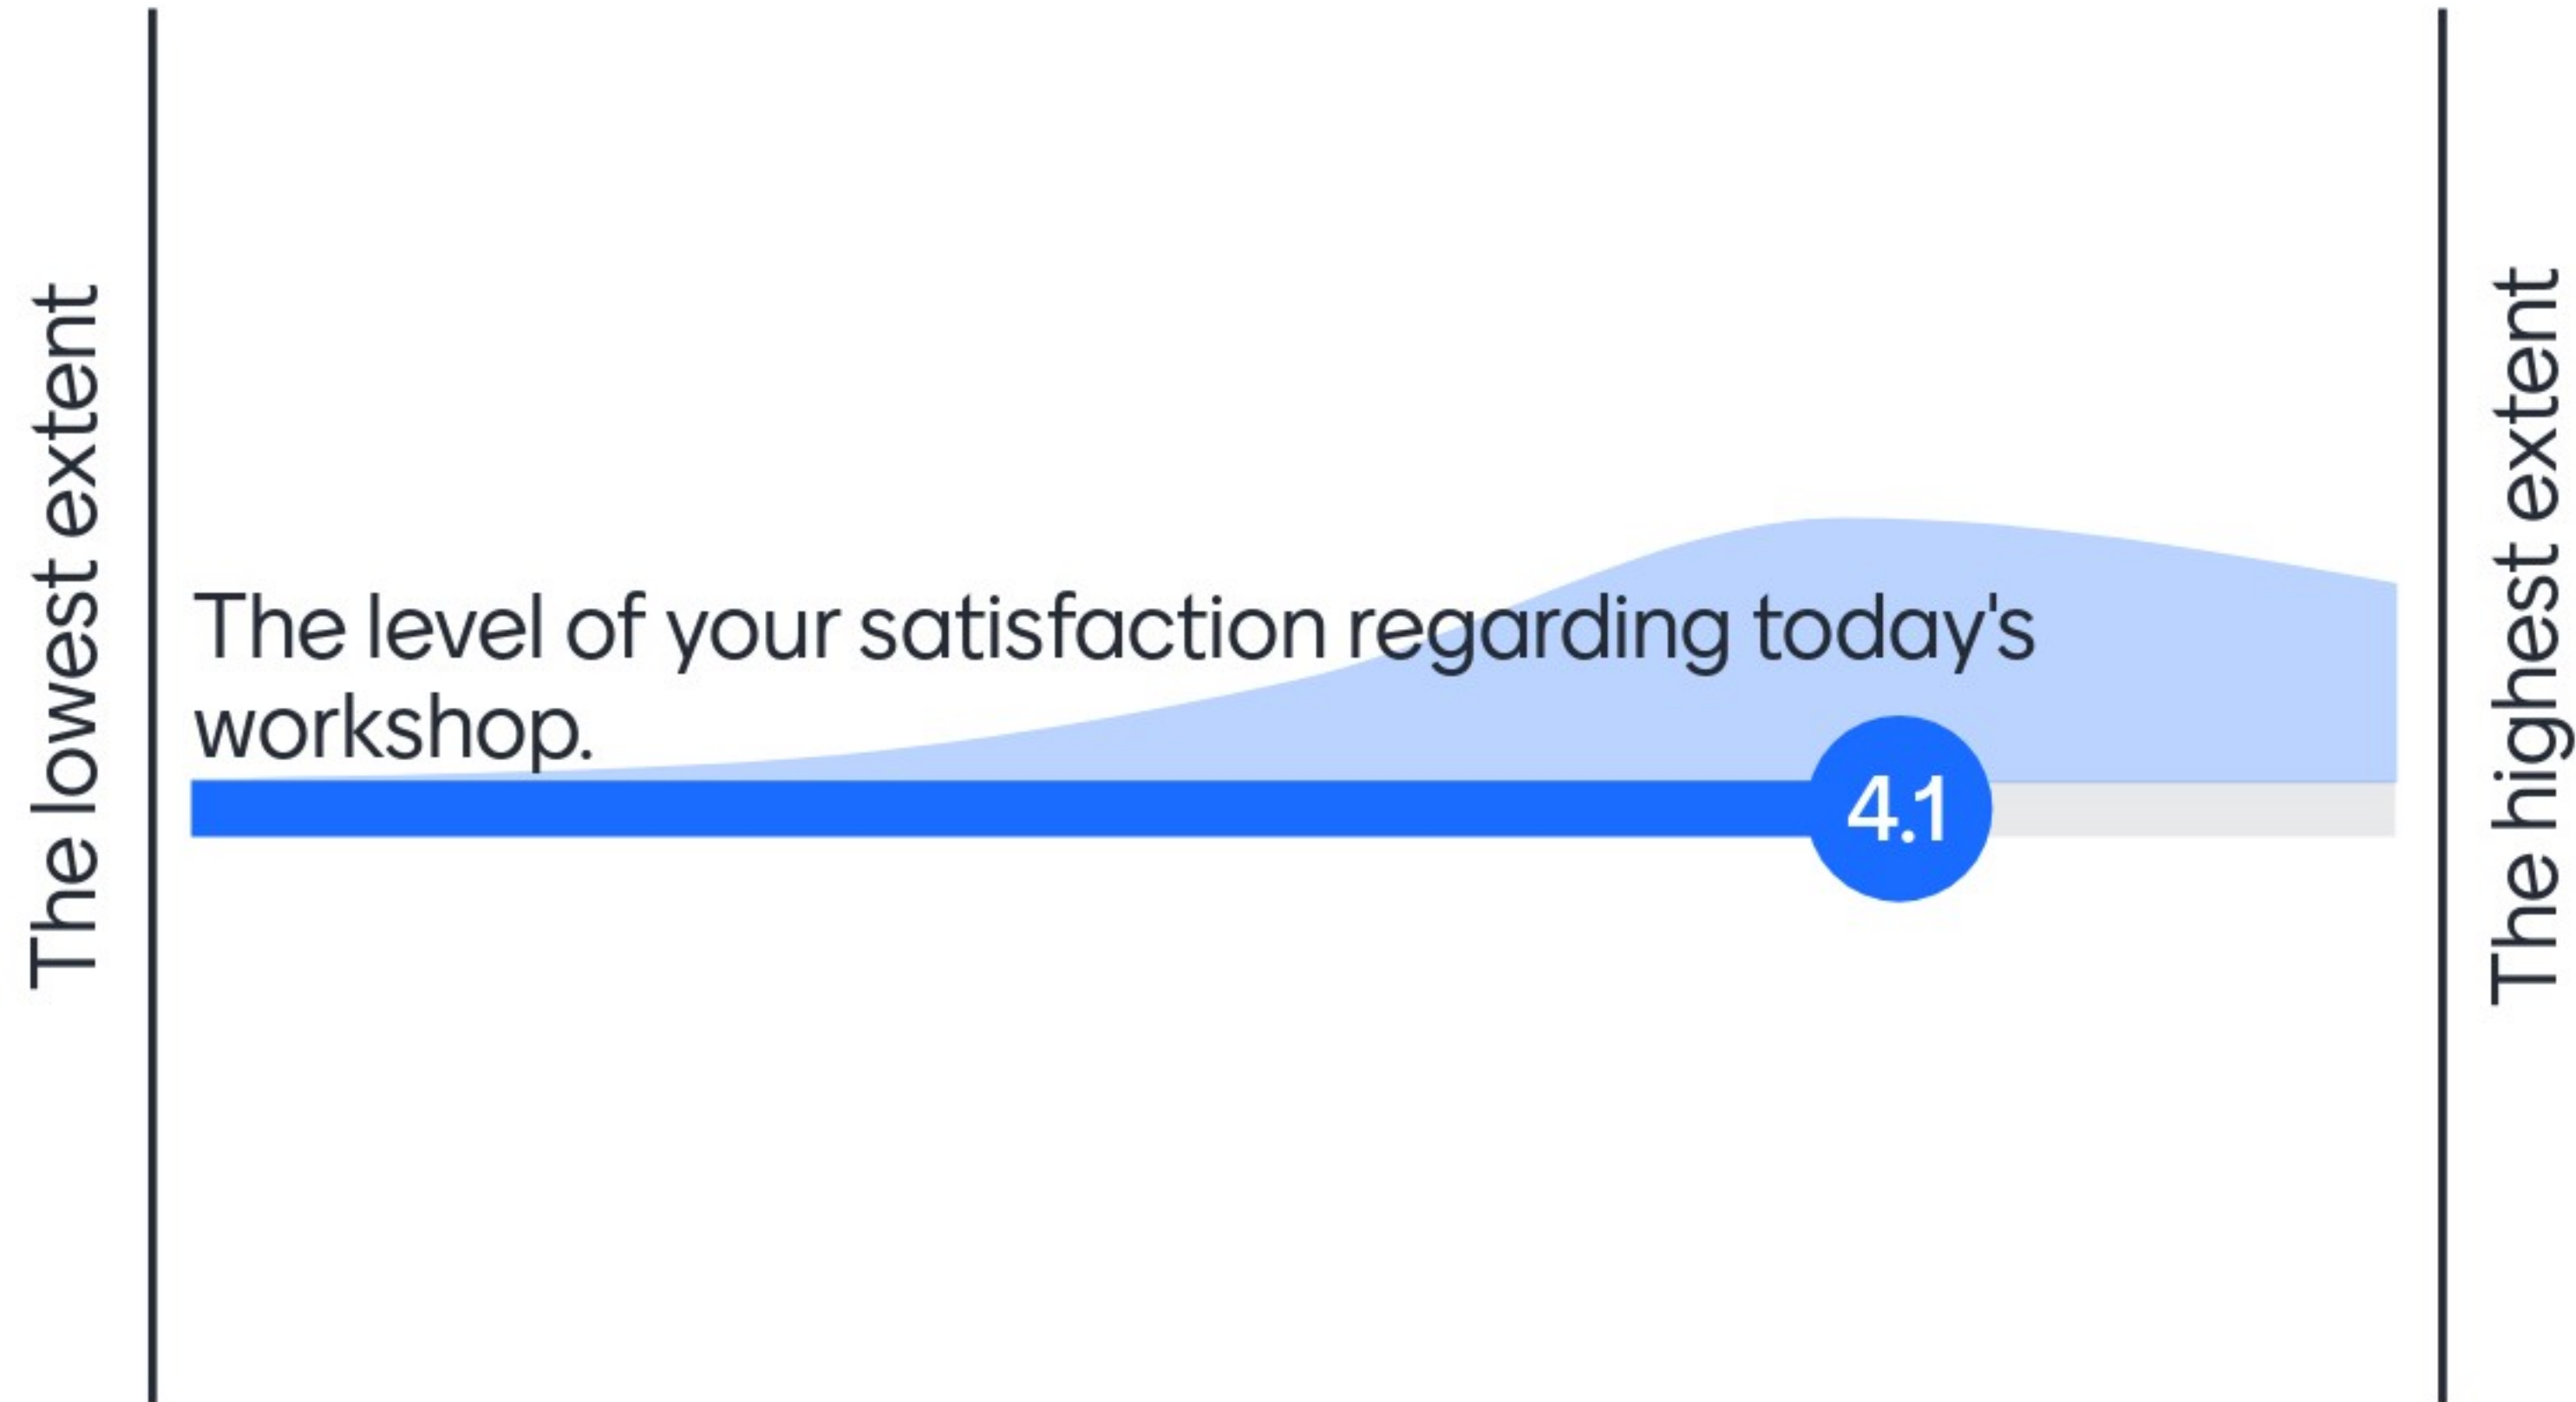 The lowest extent
The level of your satisfaction regarding today's
workshop.
4.1
The highest extent